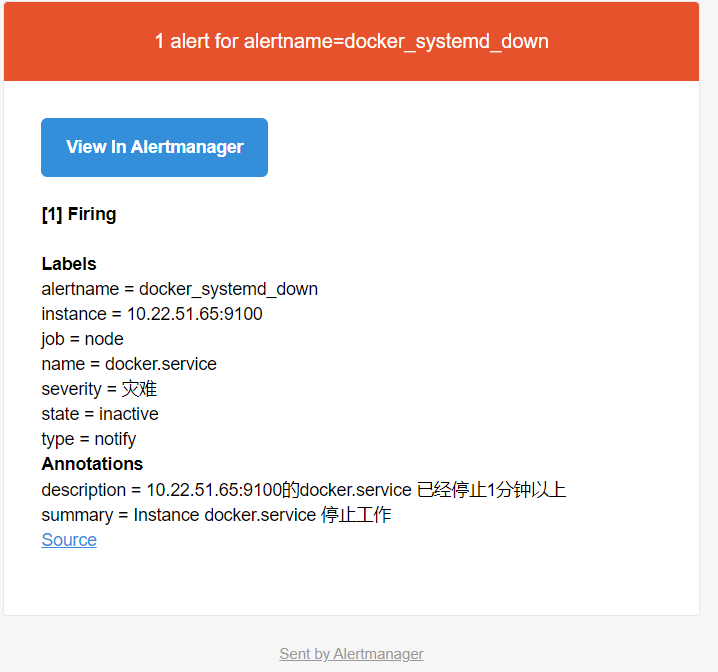 1 alert for alertname=docker_systemd_down
View In Alertmanager
[1] Firing
Labels
alertname = docker_systemd_down
instance = 10.22.51.65:9100
job = node
name = docker.service
severity = 灾难
state = inactive
type = notify
Annotations
description = 10.22.51.65:9100的docker.service 已经停止1分钟以上
summary = Instance docker.service 停止工作
Source
Sent by Alertmanager